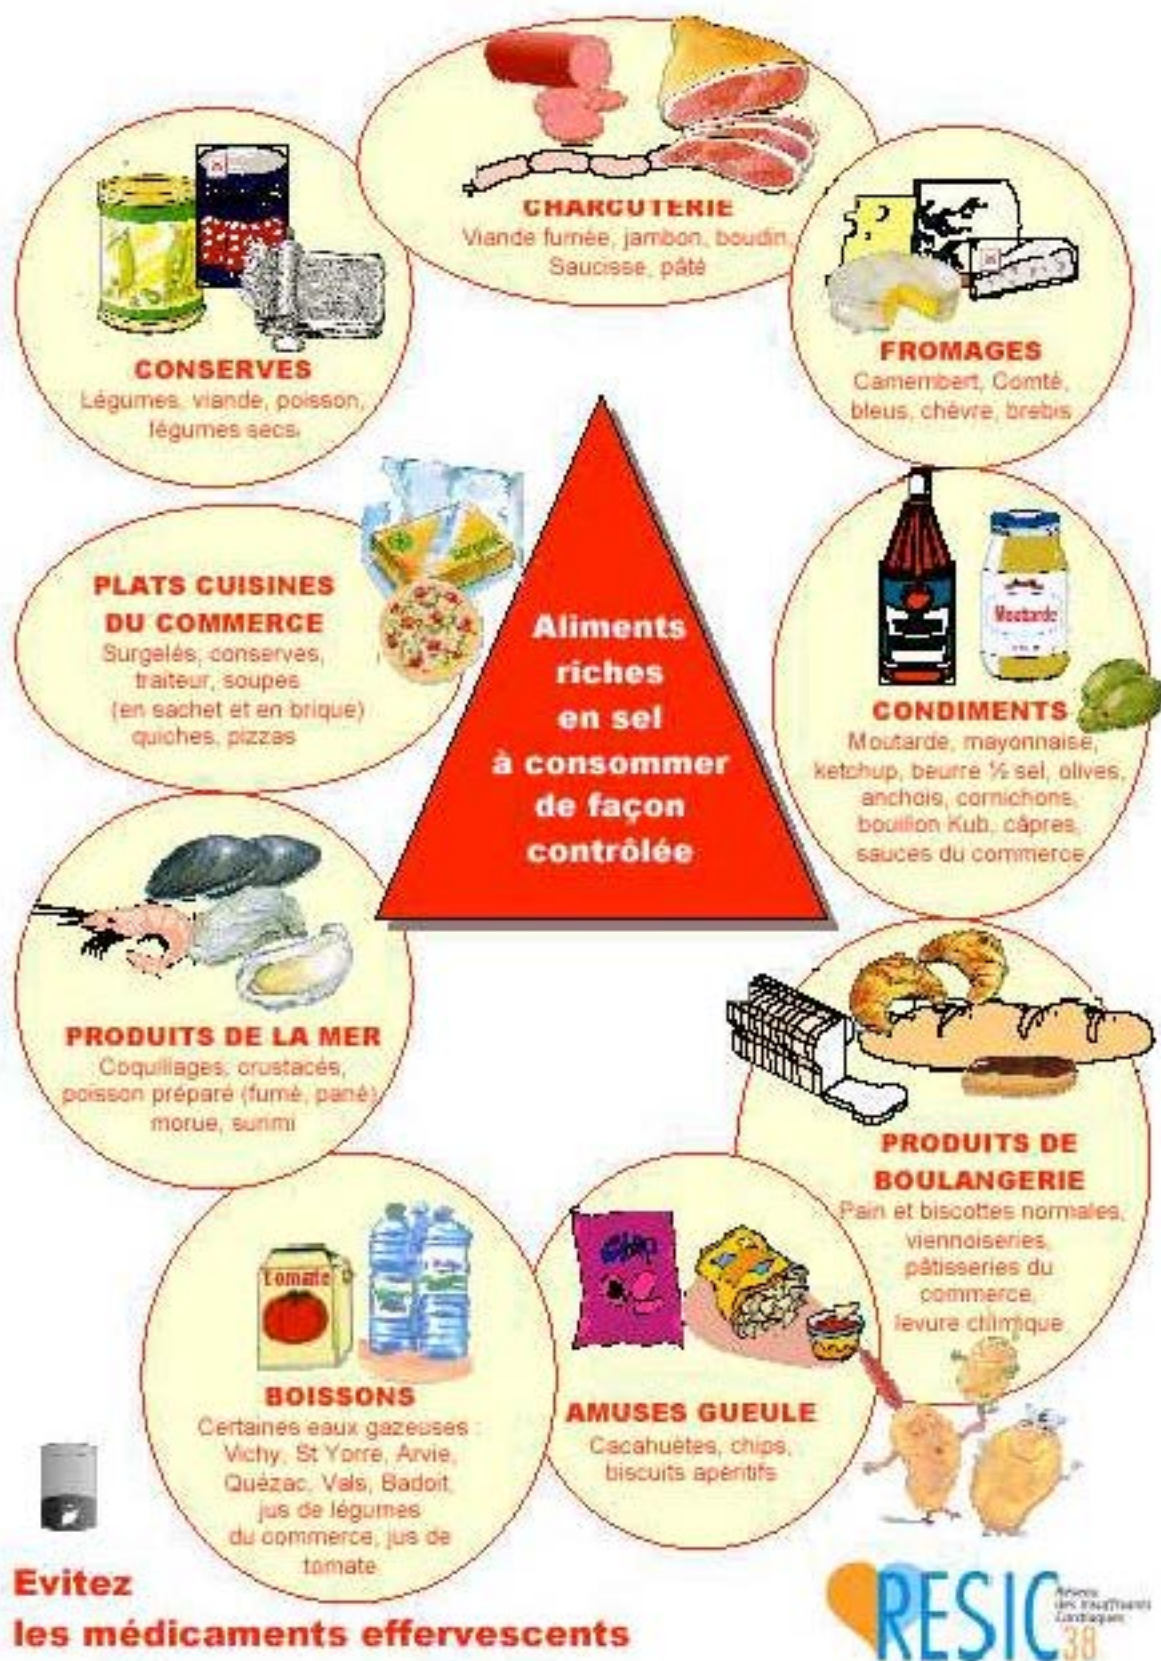 CHARCUTERIE
Viande fumée, jambon, boudin,
Saucisse, pâté
CONSERVES
Légumes, viande, poisson,
légumes secs
FROMAGES
Camembert, Comté,
bleus, chèvre, brebis
PLATS CUISINES
DU COMMERCE
Surgelés, conserves,
traiteur, soupes
(en sachet et en brique)
quiches, pizzas
Aliments
riches
en sel
à consommer
de façon
contrôlée
Moutarde
CONDIMENTS
Moutarde, mayonnaise,
ketchup, beurre ½ sel, olives,
anchois, cornichons,
bouillon Kub, câpres,
sauces du commerce
PRODUITS DE LA MER
Coquillages, crustacés,
poisson préparé (fumé, pané)
morue, surimi
PRODUITS DE
BOULANGERIE
Pain et biscottes normales,
viennoiseries,
pâtisseries du
commerce,
levure chimique
tomate
BOISSONS
Certaines eaux gazeuses :
Vichy, St Yorre, Arvie,
Quézac, Vals, Badoit,
jus de légumes
du commerce, jus de
tomate
Chip
AMUSES GUEULE
Cacahuètes, chips,
biscuits apéritifs
Evitez
les médicaments effervescents
RESIC
38
Réseau
des Insuffisants
Cardiaques